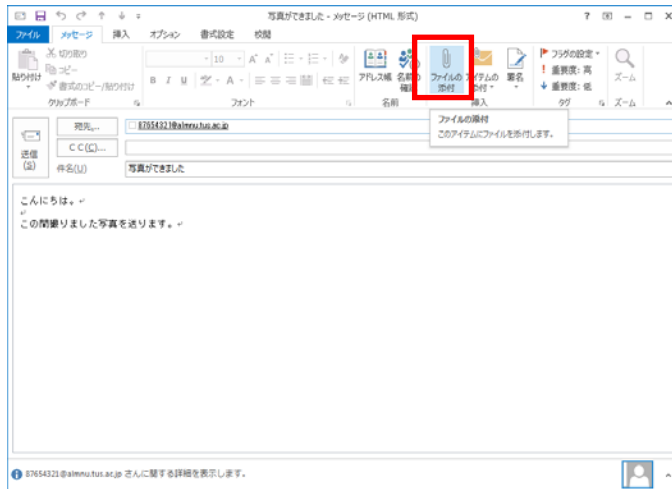 写真ができました - メッセージ (HTML 形式)
ファイル メッセージ 挿入 オプション 書式設定 校閲
貼り付け
切り取り
コピー
書式のコピー/貼り付け
クリップボード
10
B I U
フォント
アドレス帳 名前の
確認
名前
ファイルの
添付
アイテムの
添付
署名
挿入
フラグの設定
重要度: 高
重要度: 低
タグ
ズーム
ズーム
ファイルの添付
このアイテムにファイルを添付します。
送信
(S)
宛先...
87654321@alumnu.tus.ac.jp
C C (C)...
件名(U)
写真ができました
こんにちは。
この間撮りました写真を送ります。
87654321@alumnu.tus.ac.jp さんに関する詳細を表示します。